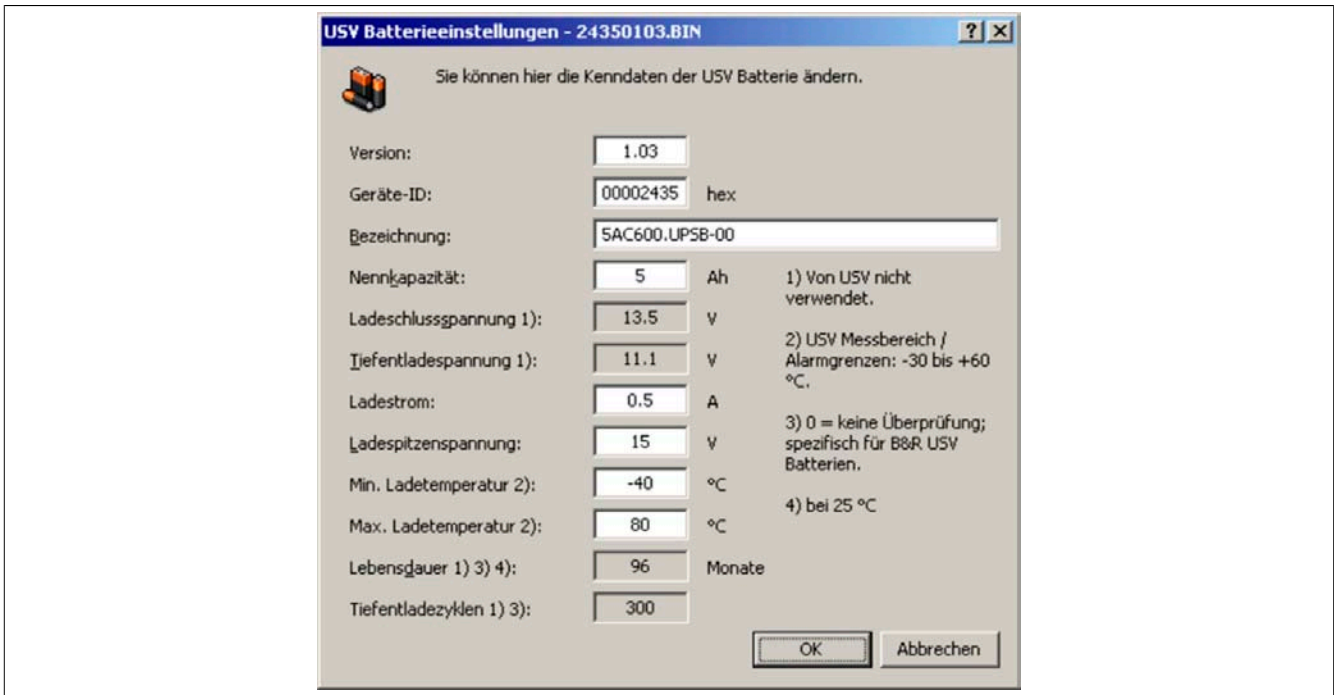 USV Batterieeinstellungen - 24350103.BIN
Sie können hier die Kenndaten der USV Batterie ändern.
Version: 1.03
Geräte-ID: 00002435 hex
Bezeichnung: 5AC600.UPSB-00
Nennkapazität: 5 Ah
Ladeschlussspannung 1): 13.5 V
Tiefentladespannung 1): 11.1 V
Ladestrom: 0.5 A
Ladespitzenspannung: 15 V
Min. Ladetemperatur 2): -40 °C
Max. Ladetemperatur 2): 80 °C
Lebensdauer 1) 3) 4): 96 Monate
Tiefentladezyklen 1) 3): 300
1) Von USV nicht
verwendet.
2) USV Messbereich /
Alarmgrenzen: -30 bis +60
°C.
3) 0 = keine Überprüfung;
spezifisch für B&R USV
Batterien.
4) bei 25 °C
OK Abbrechen